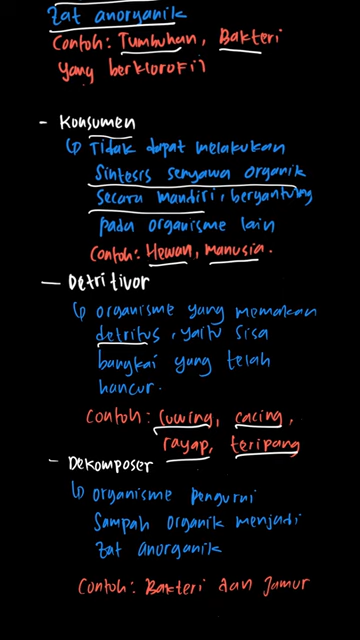 Zat anorganik
Contoh: Tumbuhan, Bakteri
yang berklorofil
- Konsumen
↳ Tidak dapat melakukan
Sintesis senyawa organik
Secara mandiri, bergantung
pada organisme lain
Contoh: Hewan, manusia.
- Detritivor
↳ organisme yang memakan
detritus, yaitu sisa
bangkai yang telah
hancur.
Contoh: Luwing, cacing,
rayap, teripang
- Dekomposer
↳ organisme pengurai
Sampah organik menjadi
Zat anorganik
Contoh: Bakteri dan Jamur